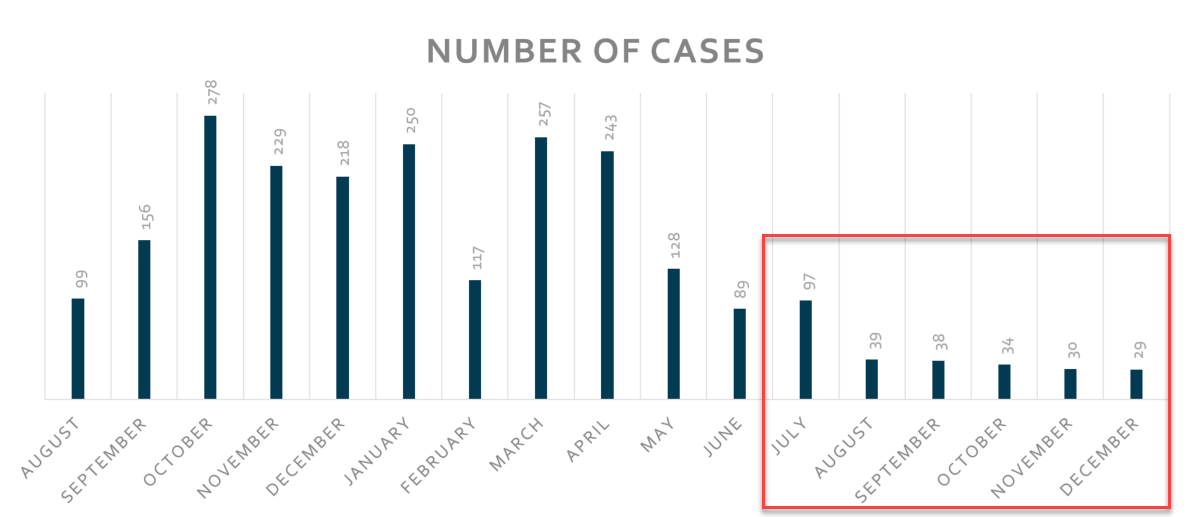 NUMBER OF CASES
99
156
278
229
218
250
117
257
243
128
89
97
39
38
34
30
29
AUGUST
SEPTEMBER
OCTOBER
NOVEMBER
DECEMBER
JANUARY
FEBRUARY
MARCH
APRIL
MAY
JUNE
JULY
AUGUST
SEPTEMBER
OCTOBER
NOVEMBER
DECEMBER